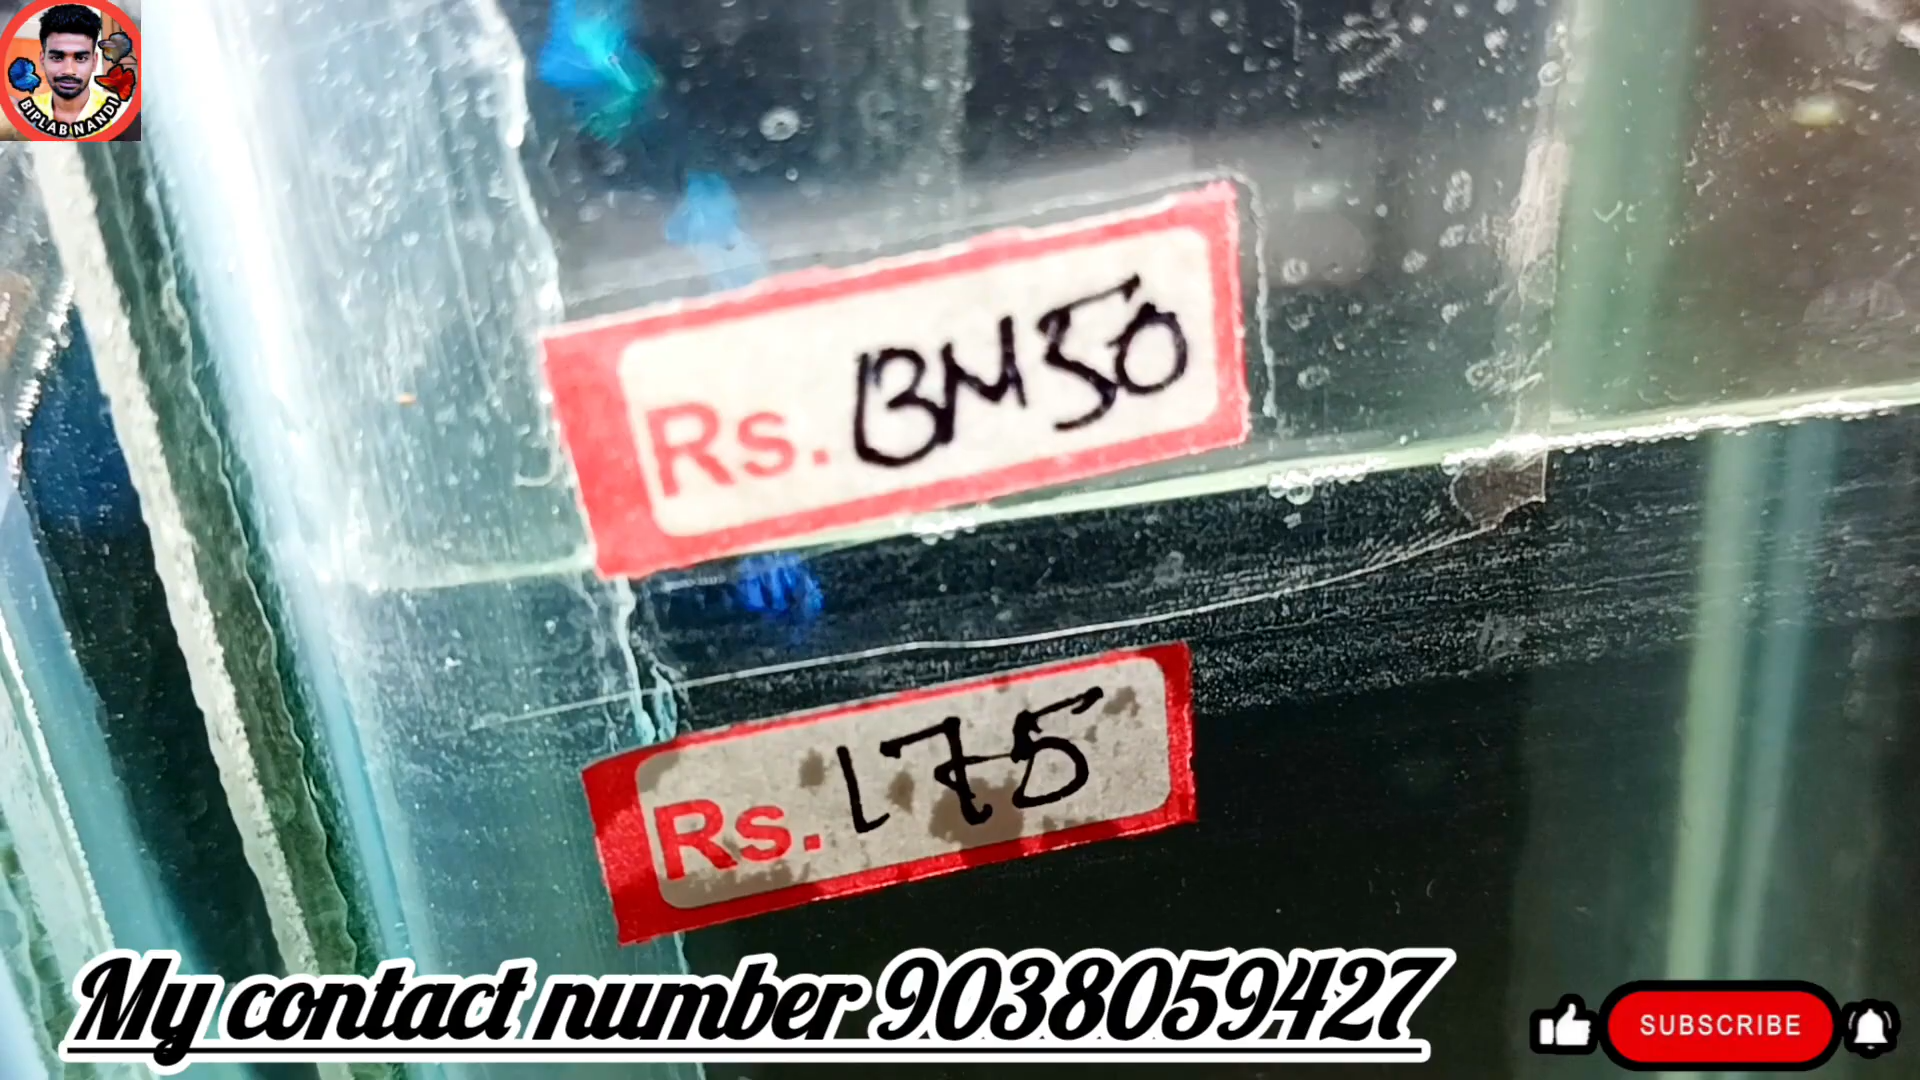 BIPLAB NANDI
Rs. BM50
Rs. 175
My contact number 9038059427
SUBSCRIBE